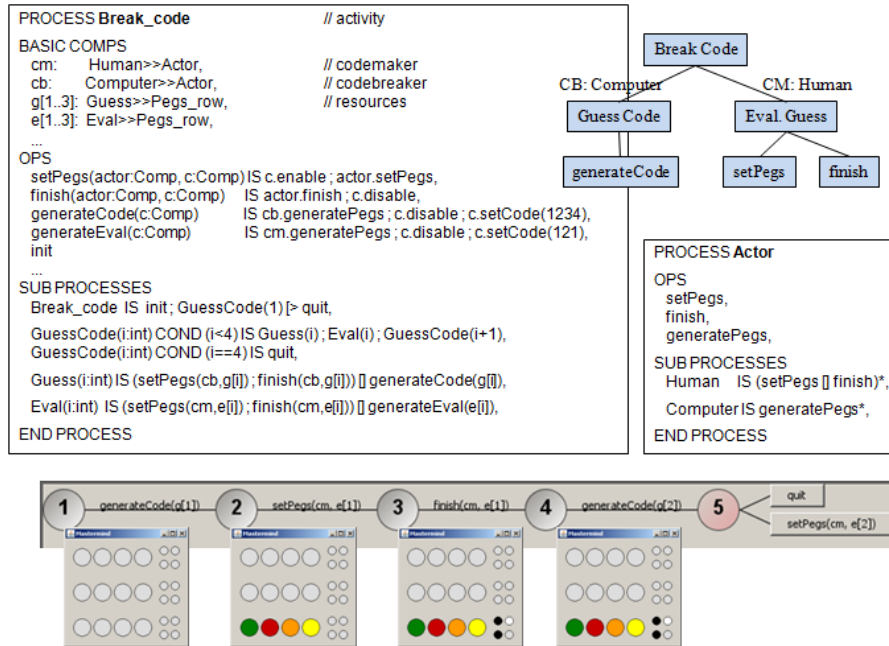 PROCESS Break_code // activity
BASIC COMPS
cm: Human>>Actor, // codemaker
cb: Computer>>Actor, // codebreaker
g[1..3]: Guess>>Pegs_row, // resources
e[1..3]: Eval>>Pegs_row,
...
OPS
setPegs(actor:Comp, c:Comp) IS c.enable ; actor.setPegs,
finish(actor:Comp, c:Comp) IS actor.finish ; c.disable,
generateCode(c:Comp) IS cb.generatePegs ; c.disable ; c.setCode(1234),
generateEval(c:Comp) IS cm.generatePegs ; c.disable ; c.setCode(121),
init
...
SUB PROCESSES
Break_code IS init ; GuessCode(1) [> quit,
GuessCode(i:int) COND (i<4) IS Guess(i) ; Eval(i) ; GuessCode(i+1),
GuessCode(i:int) COND (i==4) IS quit,
Guess(i:int) IS (setPegs(cb,g[i]) ; finish(cb,g[i])) [] generateCode(g[i]),
Eval(i:int) IS (setPegs(cm,e[i]) ; finish(cm,e[i])) [] generateEval(e[i]),
END PROCESS
Break Code
CB: Computer CM: Human
Guess Code Eval. Guess
generateCode setPegs finish
PROCESS Actor
OPS
setPegs,
finish,
generatePegs,
SUB PROCESSES
Human IS (setPegs [] finish)*,
Computer IS generatePegs*,
END PROCESS
1 generateCode(g[1]) 2 setPegs(cm, e[1]) 3 finish(cm, e[1]) 4 generateCode(g[2]) 5
quit
setPegs(cm, e[2])
Mastermind Mastermind Mastermind Mastermind